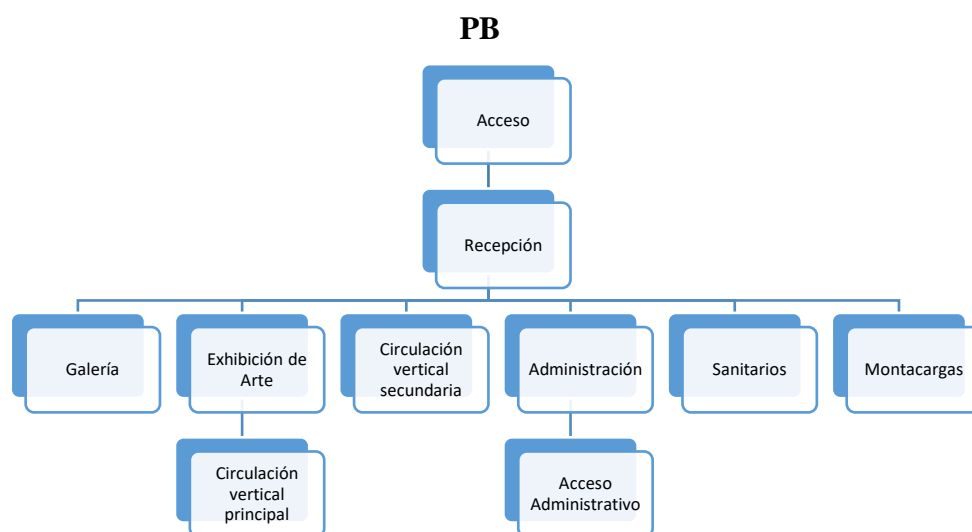 PB
Acceso
Recepción
Galería
Exhibición de
Arte
Circulación
vertical
secundaria
Administración
Sanitarios
Montacargas
Circulación
vertical
principal
Acceso
Administrativo